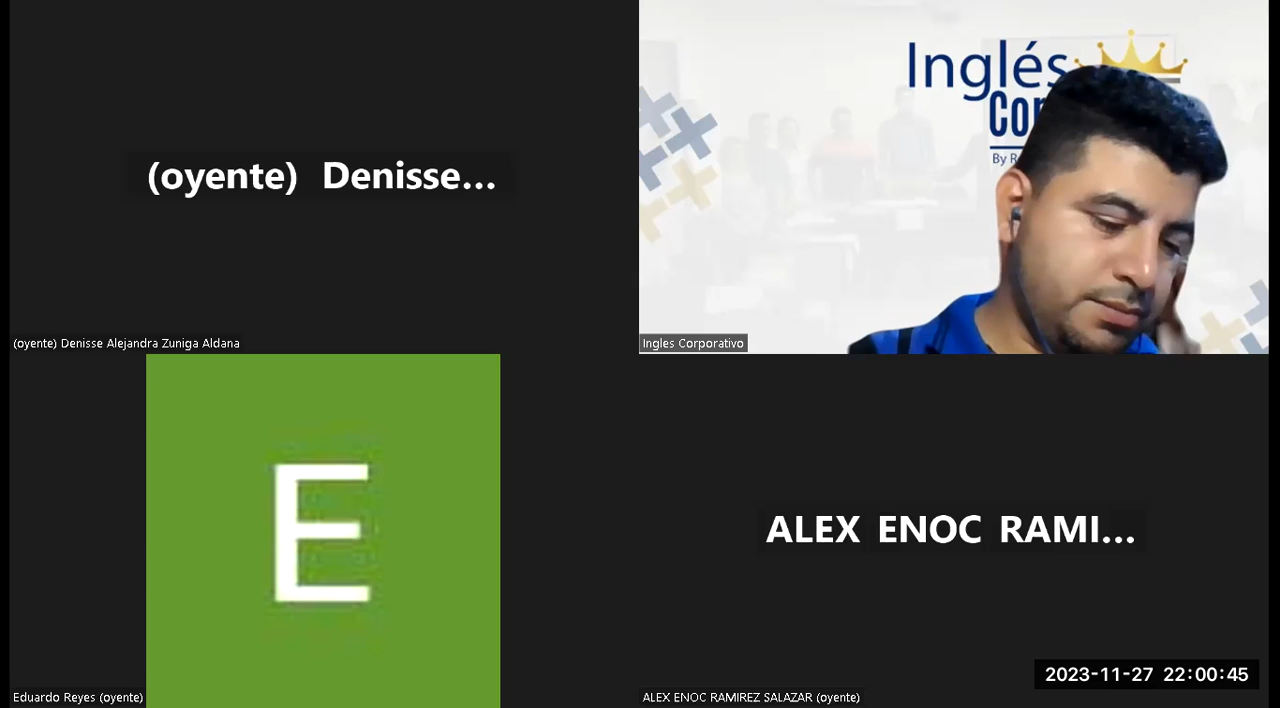 (oyente) Denisse...
(oyente) Denisse Alejandra Zuniga Aldana
Inglés
By
Ingles Corporativo
E
Eduardo Reyes (oyente)
ALEX ENOC RAMI...
ALEX ENOC RAMIREZ SALAZAR (oyente)
2023-11-27 22:00:45